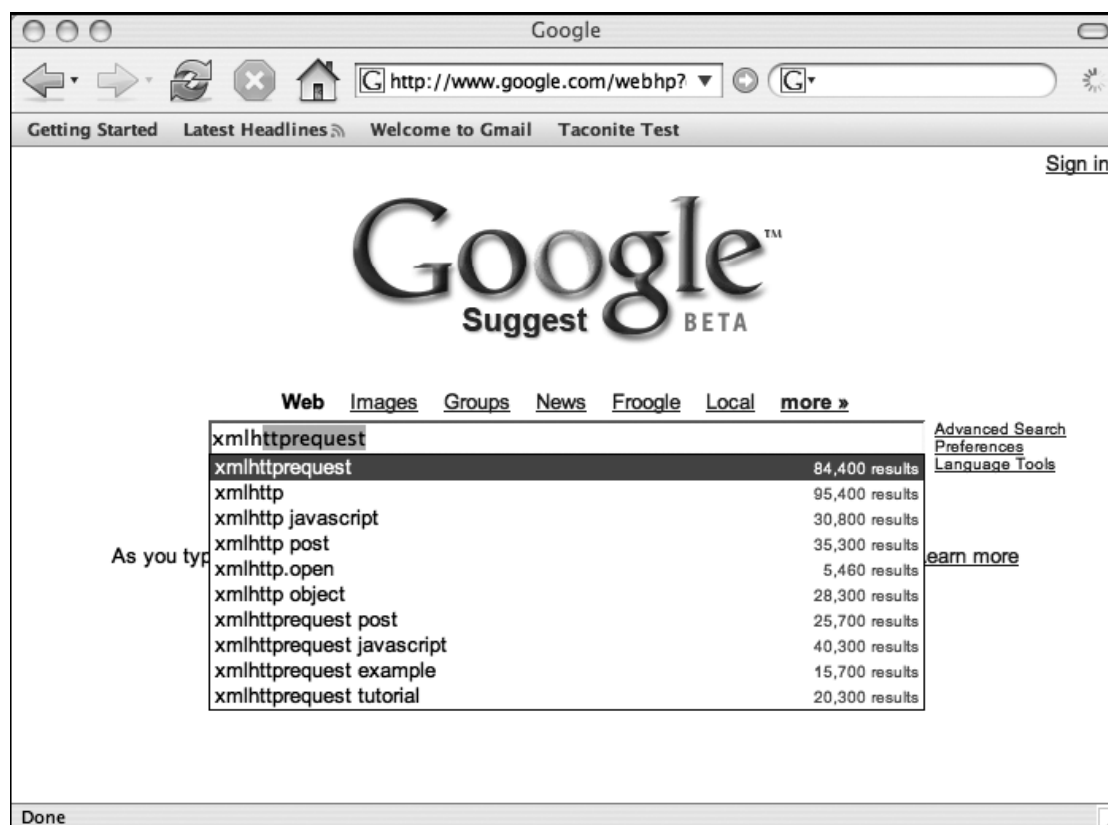 Google
G http://www.google.com/webhp? G
Getting Started Latest Headlines Welcome to Gmail Taconite Test
Sign in
Google™
Suggest BETA
Web Images Groups News Froogle Local more »
xmlhttprequest
Advanced Search
Preferences
Language Tools
xmlhttprequest 84,400 results
xmlhttp 95,400 results
xmlhttp javascript 30,800 results
xmlhttp post 35,300 results
As you typ earn more
xmlhttp.open 5,460 results
xmlhttp object 28,300 results
xmlhttprequest post 25,700 results
xmlhttprequest javascript 40,300 results
xmlhttprequest example 15,700 results
xmlhttprequest tutorial 20,300 results
Done